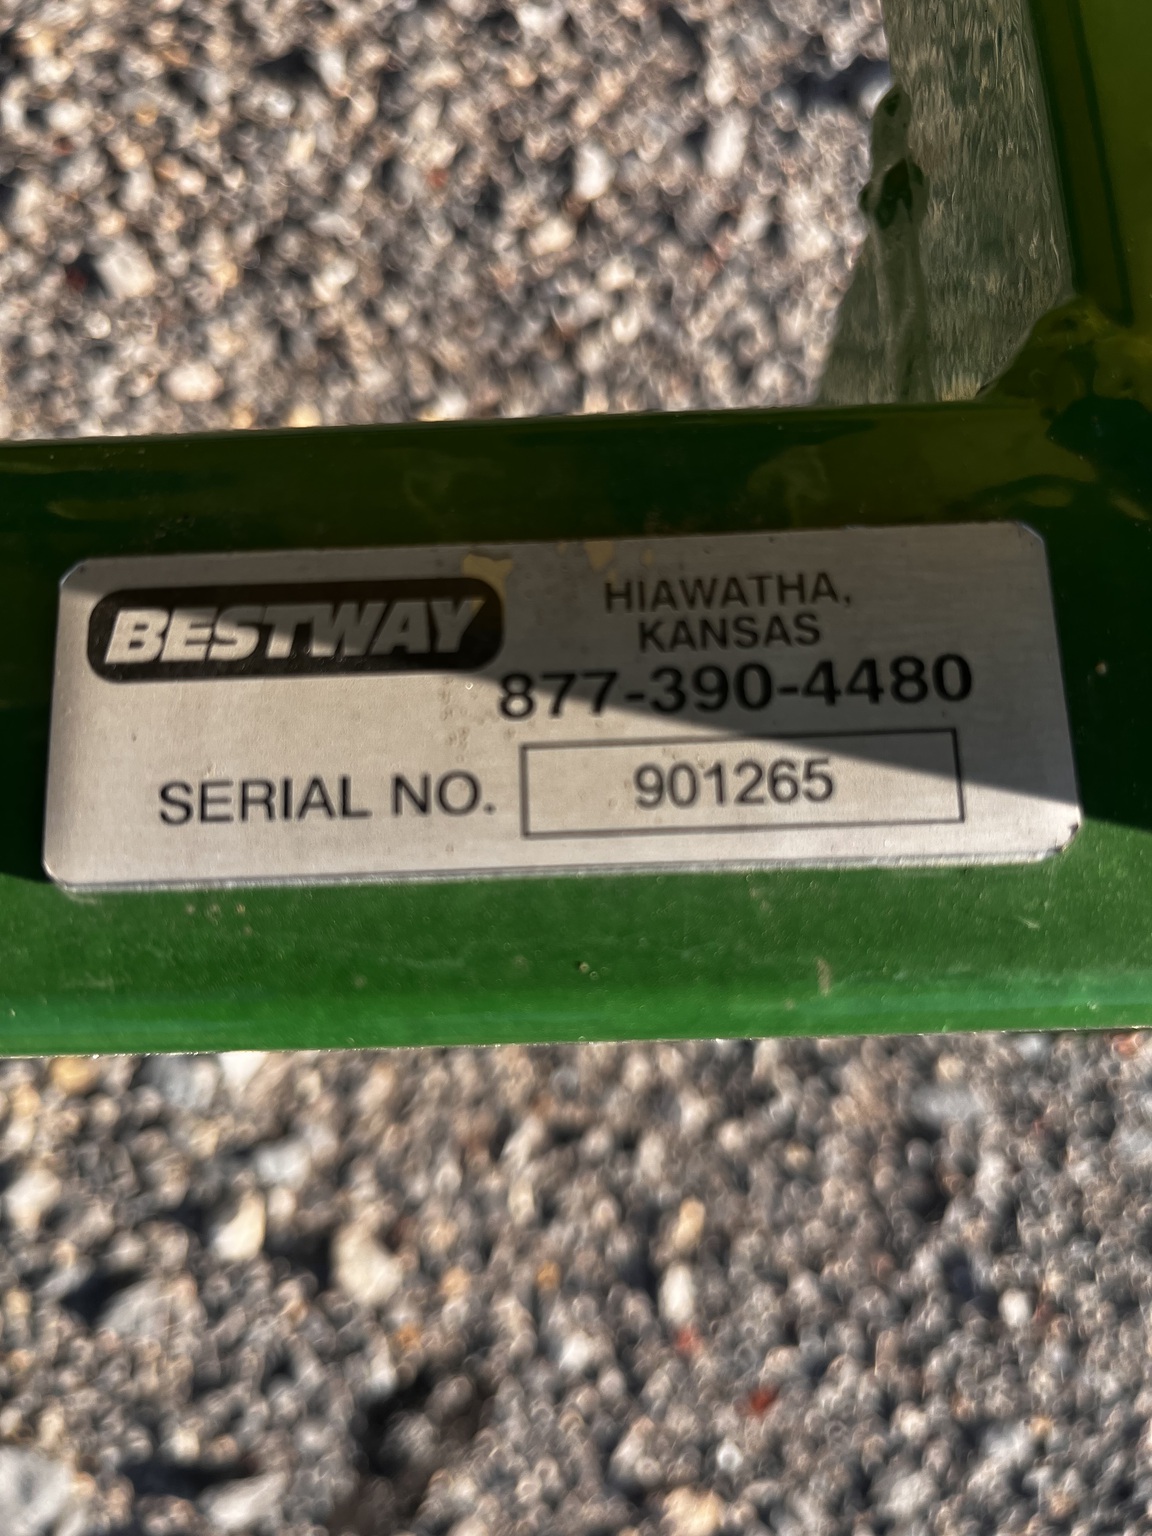 BESTWAY
HIAWATHA,
KANSAS
877-390-4480
SERIAL NO. 901265